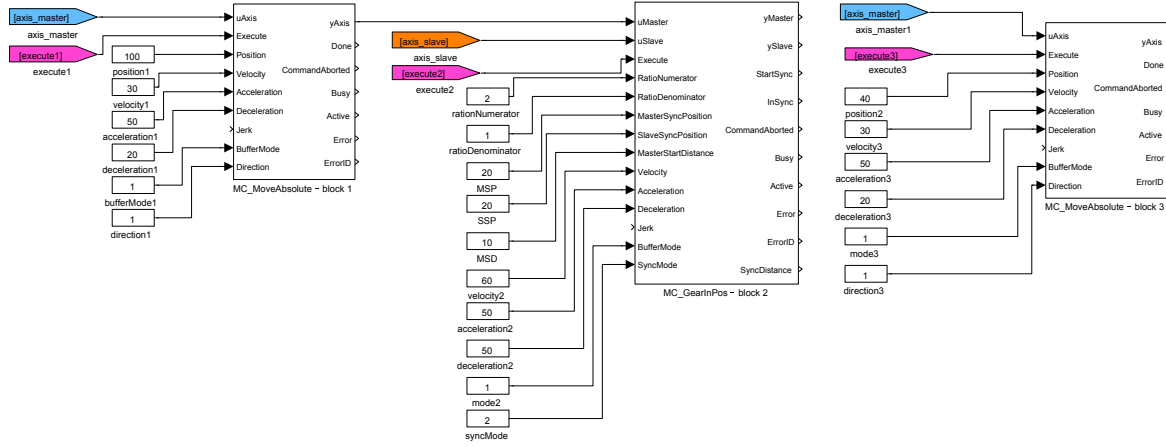 [axis_master]
axis_master
[execute1]
execute1
100
position1
30
velocity1
50
acceleration1
20
deceleration1
1
bufferMode1
1
direction1
uAxis
Execute
Position
Velocity
Acceleration
Deceleration
Jerk
BufferMode
Direction
yAxis
Done
CommandAborted
Busy
Active
Error
ErrorID
MC_MoveAbsolute - block 1
[axis_slave]
axis_slave
[execute2]
execute2
2
rationNumerator
1
ratioDenominator
20
MSP
20
SSP
10
MSD
60
velocity2
50
acceleration2
50
deceleration2
1
mode2
2
syncMode
uMaster
uSlave
Execute
RatioNumerator
RatioDenominator
MasterSyncPosition
SlaveSyncPosition
MasterStartDistance
Velocity
Acceleration
Deceleration
Jerk
BufferMode
SyncMode
yMaster
ySlave
StartSync
InSync
CommandAborted
Busy
Active
Error
ErrorID
SyncDistance
MC_GearInPos - block 2
[axis_master]
axis_master1
[execute3]
execute3
40
position2
30
velocity3
50
acceleration3
20
deceleration3
1
mode3
1
direction3
uAxis
Execute
Position
Velocity
Acceleration
Deceleration
Jerk
BufferMode
Direction
yAxis
Done
CommandAborted
Busy
Active
Error
ErrorID
MC_MoveAbsolute - block 3